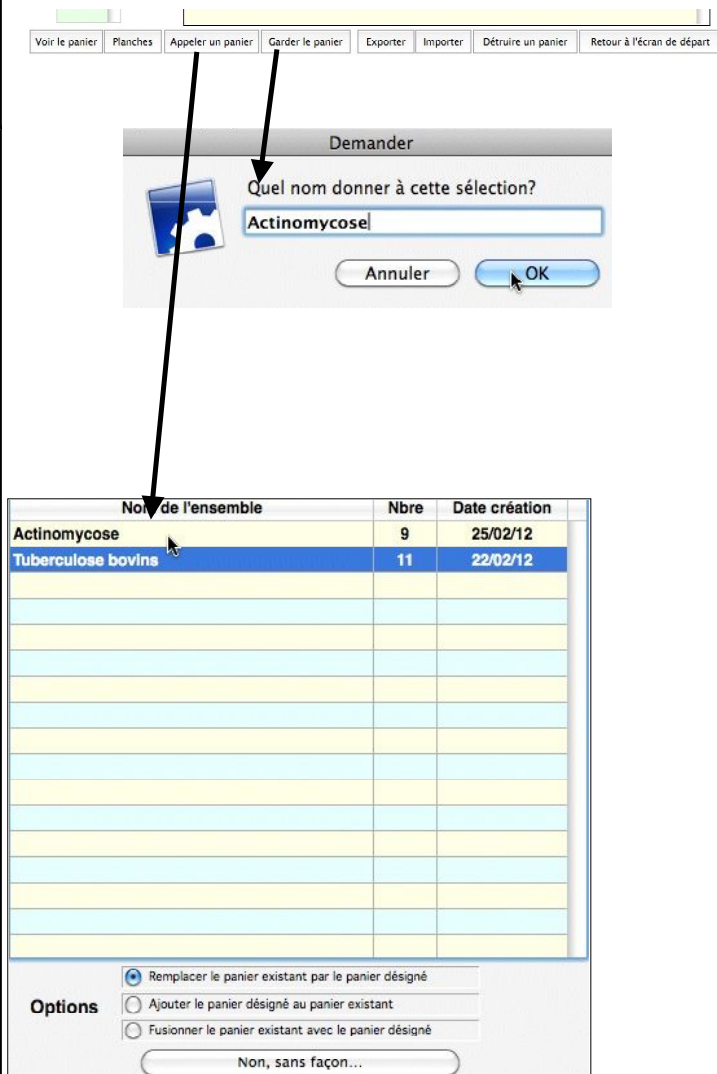 Voir le panier Planches Appeler un panier Garder le panier Exporter Importer Détruire un panier Retour à l'écran de départ
Demander
Quel nom donner à cette sélection?
Actinomycose
Annuler OK
Nom de l'ensemble Nbre Date création
Actinomycose 9 25/02/12
Tuberculose bovins 11 22/02/12
Remplacer le panier existant par le panier désigné
Options Ajouter le panier désigné au panier existant
Fusionner le panier existant avec le panier désigné
Non, sans façon...